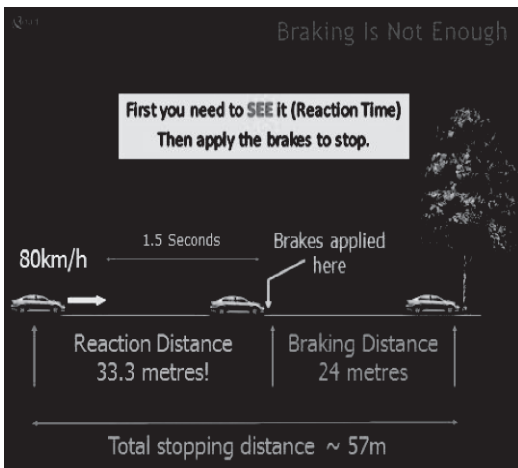 Braking Is Not Enough
First you need to SEE it (Reaction Time)
Then apply the brakes to stop.
1.5 Seconds
Brakes applied
here
80km/h
Reaction Distance
33.3 metres!
Braking Distance
24 metres
Total stopping distance ~ 57m